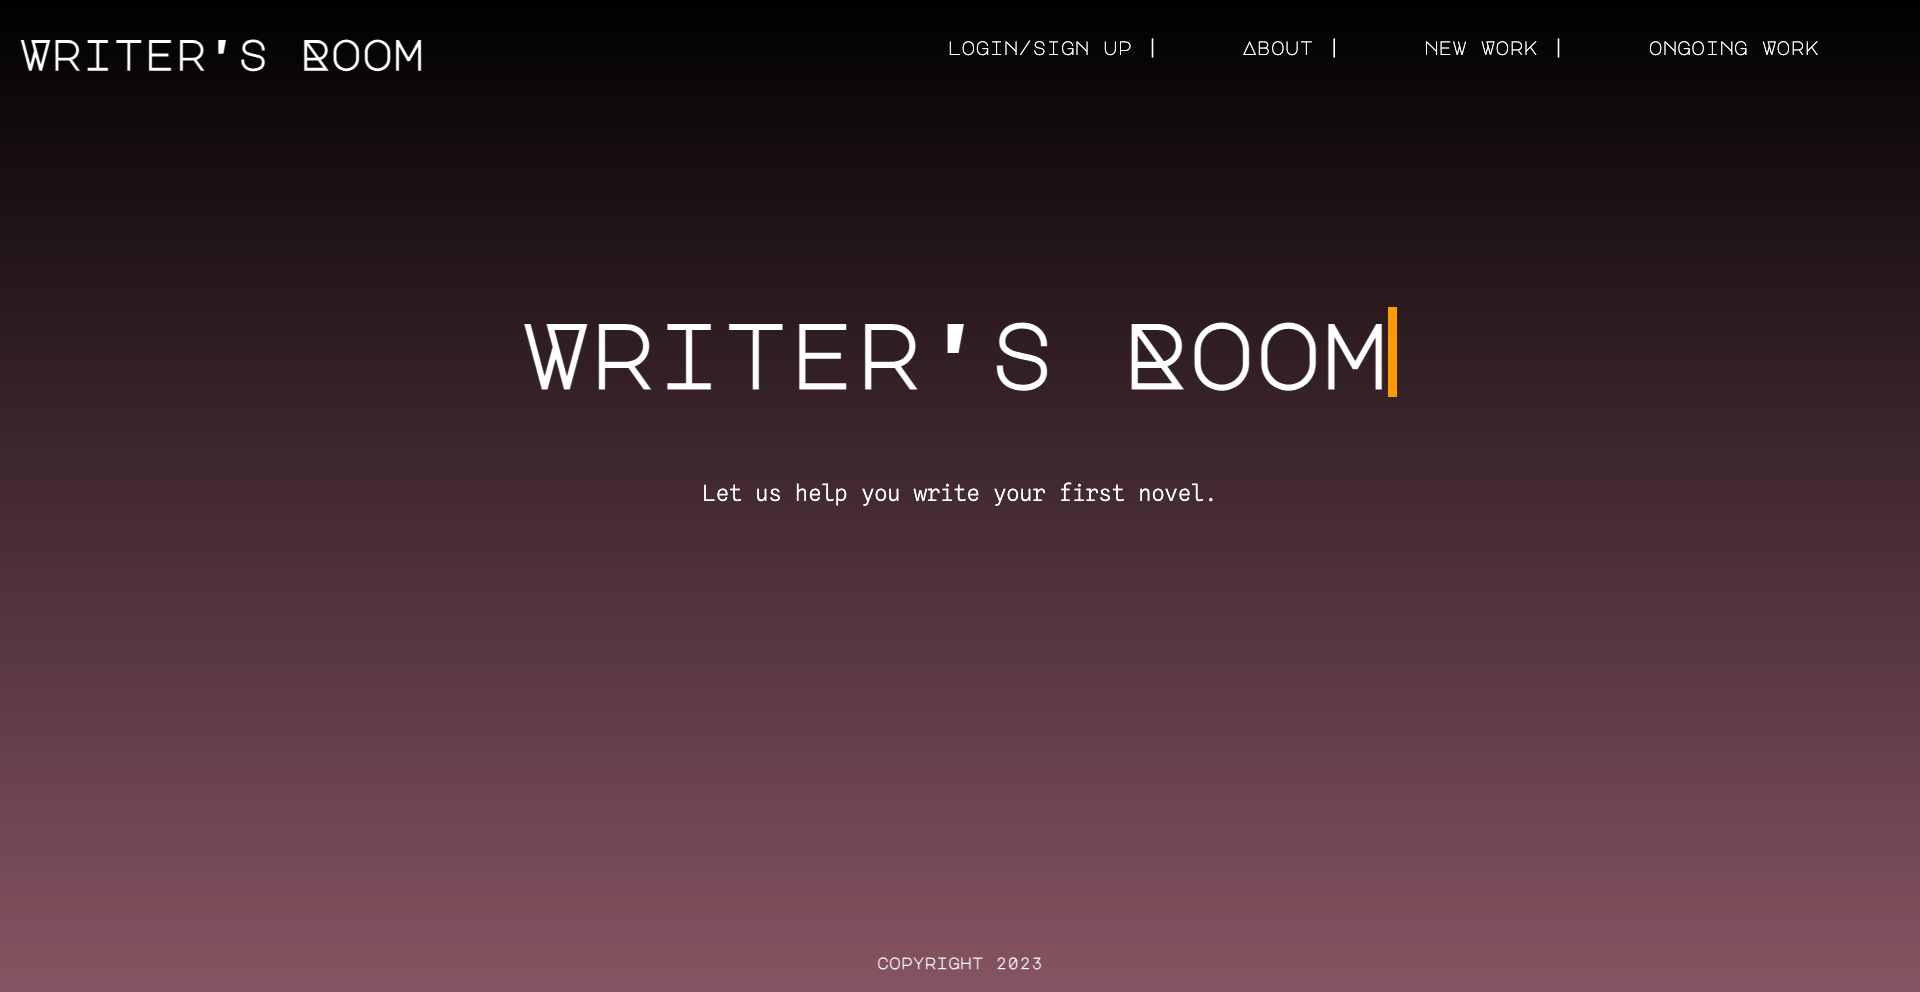 WRITER'S ROOM
LOGIN/SIGN UP | ABOUT | NEW WORK | ONGOING WORK
WRITER'S ROOM
Let us help you write your first novel.
COPYRIGHT 2023